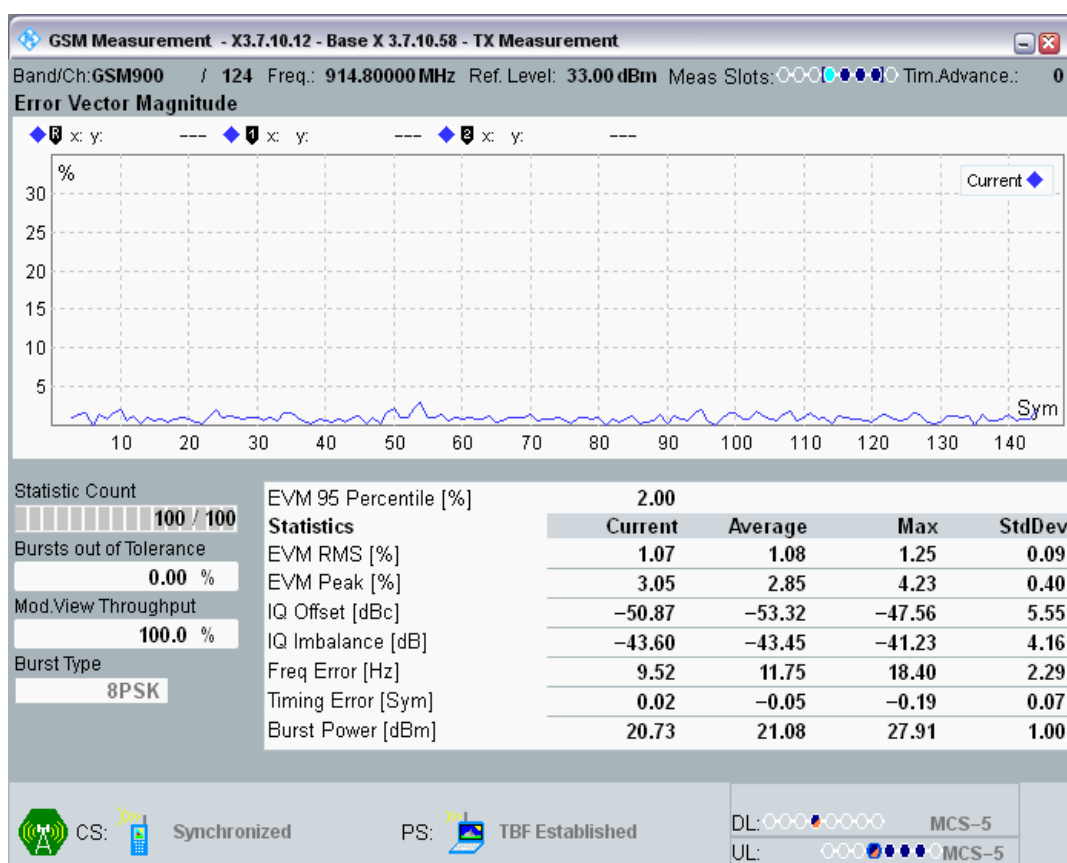 GSM Measurement - X3.7.10.12 - Base X 3.7.10.58 - TX Measurement
Band/Ch:GSM900 / 124 Freq.: 914.80000 MHz Ref. Level: 33.00 dBm Meas Slots: Tim.Advance.: 0
Error Vector Magnitude
R x: y: --- 1 x: y: --- 2 x: y: ---
%
Current
30
25
20
15
10
5
Sym
10 20 30 40 50 60 70 80 90 100 110 120 130 140
Statistic Count
100 / 100
Bursts out of Tolerance
0.00 %
Mod.View Throughput
100.0 %
Burst Type
8PSK
EVM 95 Percentile [%] 2.00
Statistics Current Average Max StdDev
EVM RMS [%] 1.07 1.08 1.25 0.09
EVM Peak [%] 3.05 2.85 4.23 0.40
IQ Offset [dBc] −50.87 −53.32 −47.56 5.55
IQ Imbalance [dB] −43.60 −43.45 −41.23 4.16
Freq Error [Hz] 9.52 11.75 18.40 2.29
Timing Error [Sym] 0.02 −0.05 −0.19 0.07
Burst Power [dBm] 20.73 21.08 27.91 1.00
CS: Synchronized PS: TBF Established
DL: MCS−5
UL: MCS−5